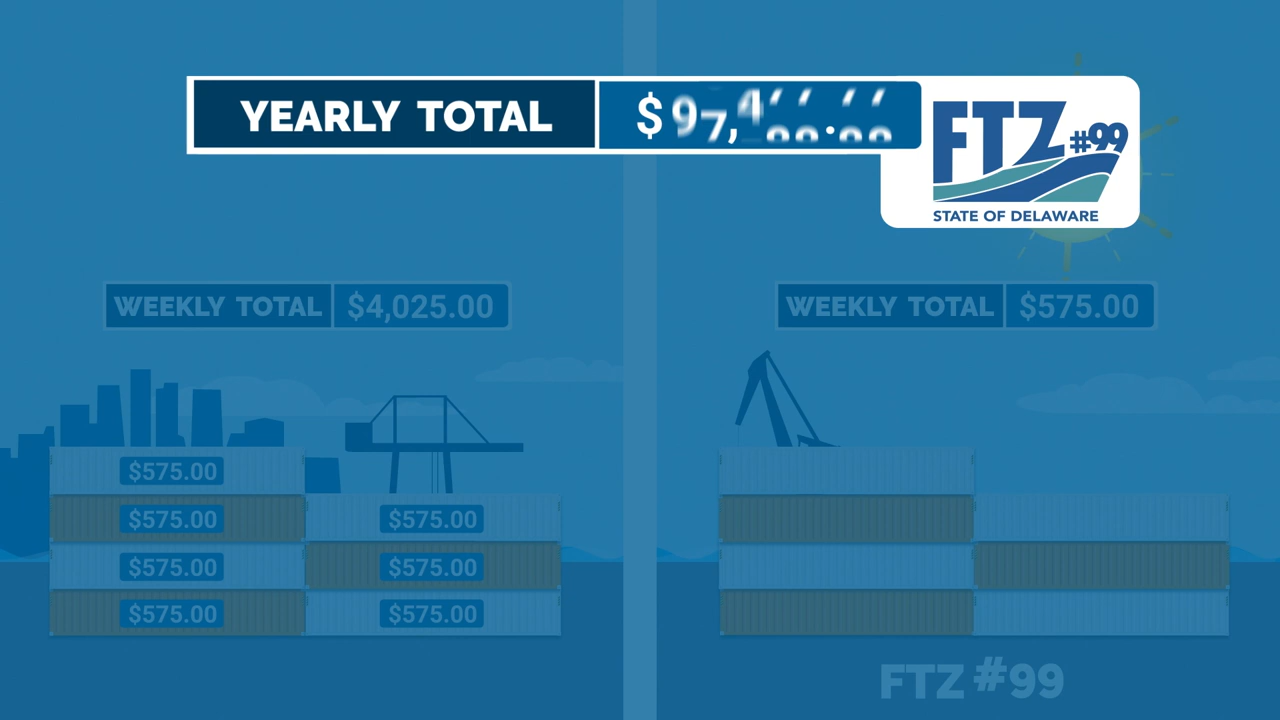 YEARLY TOTAL
FTZ #99
STATE OF DELAWARE
WEEKLY TOTAL $4,025.00
WEEKLY TOTAL $575.00
$575.00
$575.00 $575.00
$575.00 $575.00
$575.00 $575.00
FTZ #99